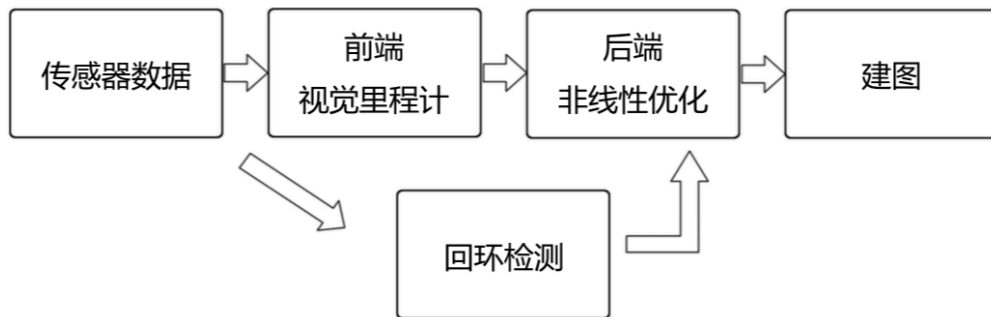 传感器数据
前端
视觉里程计
后端
非线性优化
建图
回环检测